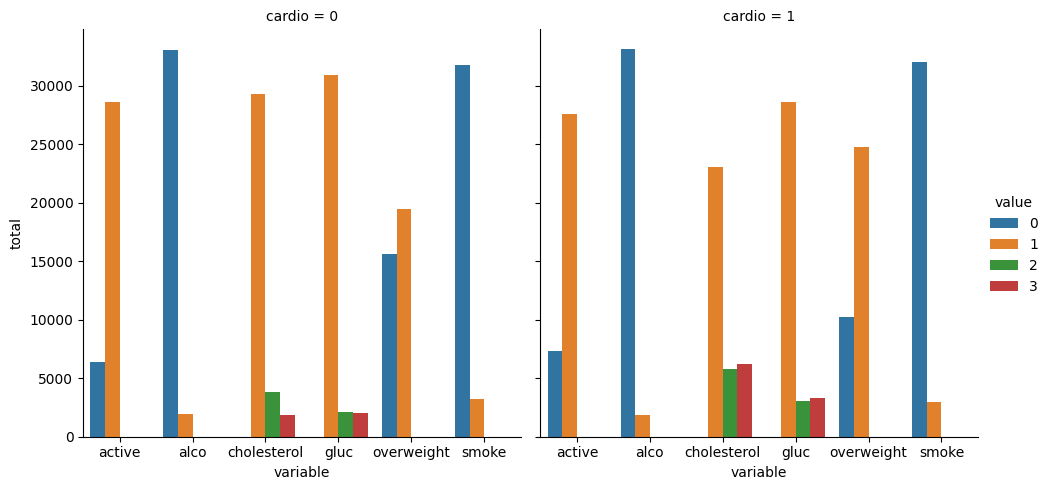 cardio = 0
cardio = 1
total
30000
25000
20000
15000
10000
5000
0
active alco cholesterol gluc overweight smoke
variable
active alco cholesterol gluc overweight smoke
variable
value
0
1
2
3